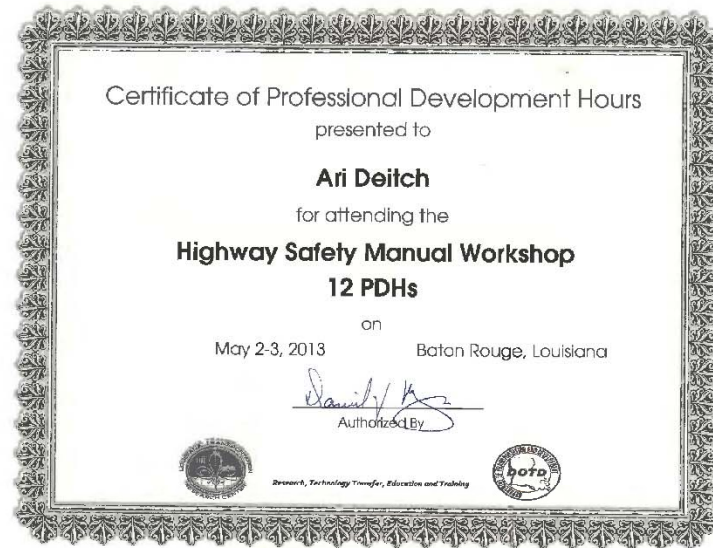 Certificate of Professional Development Hours
presented to
Ari Deitch
for attending the
Highway Safety Manual Workshop
12 PDHs
on
May 2-3, 2013 Baton Rouge, Louisiana
Authorized By
Research, Technology Transfer, Education and Training
DOTD